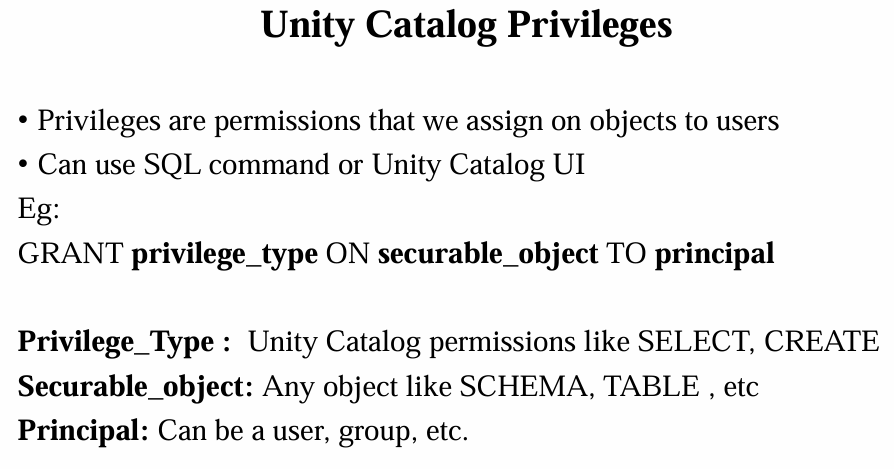 Unity Catalog Privileges
• Privileges are permissions that we assign on objects to users
• Can use SQL command or Unity Catalog UI
Eg:
GRANT privilege_type ON securable_object TO principal
Privilege_Type : Unity Catalog permissions like SELECT, CREATE
Securable_object: Any object like SCHEMA, TABLE , etc
Principal: Can be a user, group, etc.